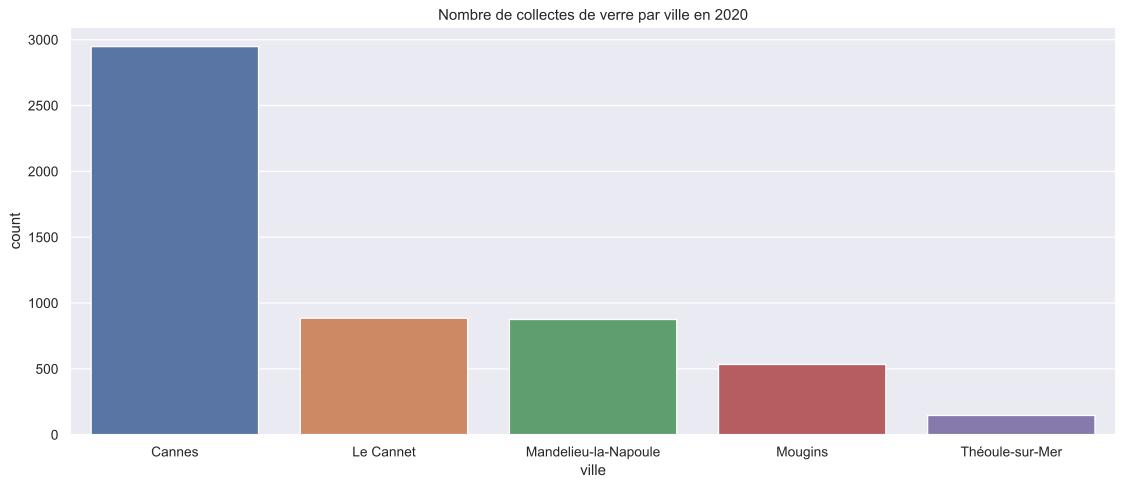 Nombre de collectes de verre par ville en 2020
3000
2500
2000
1500
1000
500
0
count
Cannes
Le Cannet
Mandelieu-la-Napoule
Mougins
Théoule-sur-Mer
ville